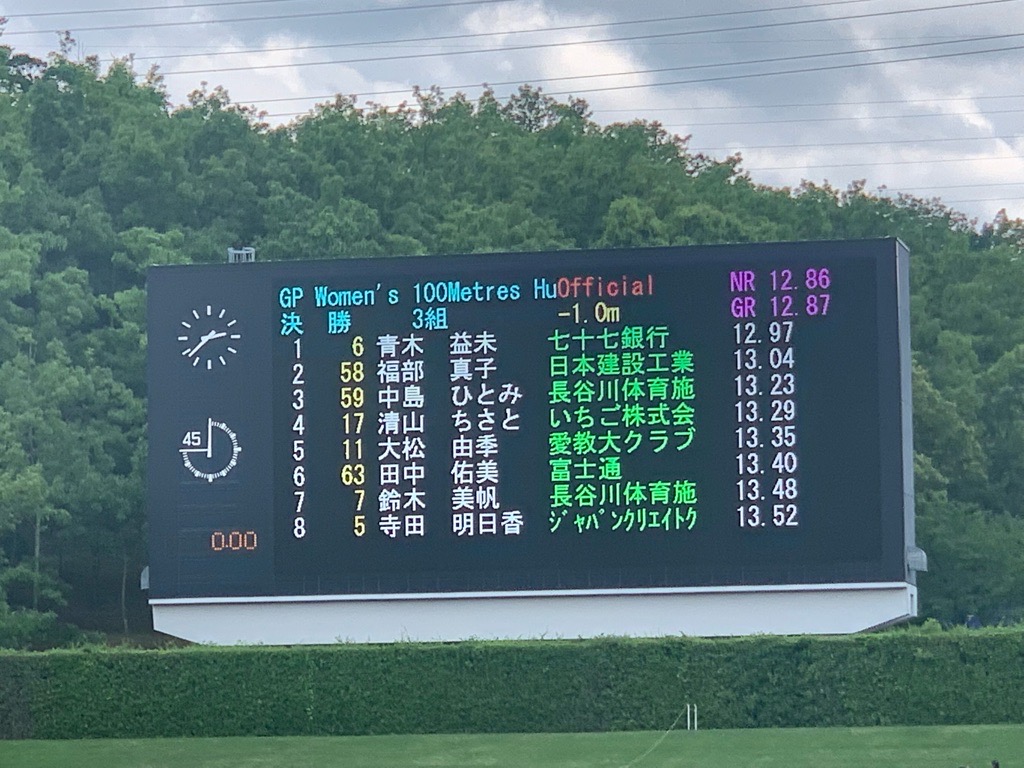 GP Women's 100Metres Hu Official NR 12.86
決 勝 3組 -1.0m GR 12.87
1 6 青木 益未 七十七銀行 12.97
2 58 福部 真子 日本建設工業 13.04
3 59 中島 ひとみ 長谷川体育施 13.23
4 17 清山 ちさと いちご株式会 13.29
5 11 大松 由季 愛教大クラブ 13.35
6 63 田中 佑美 富士通 13.40
7 7 鈴木 美帆 長谷川体育施 13.48
8 5 寺田 明日香 ジャパンクリエイトク 13.52
45
0.00